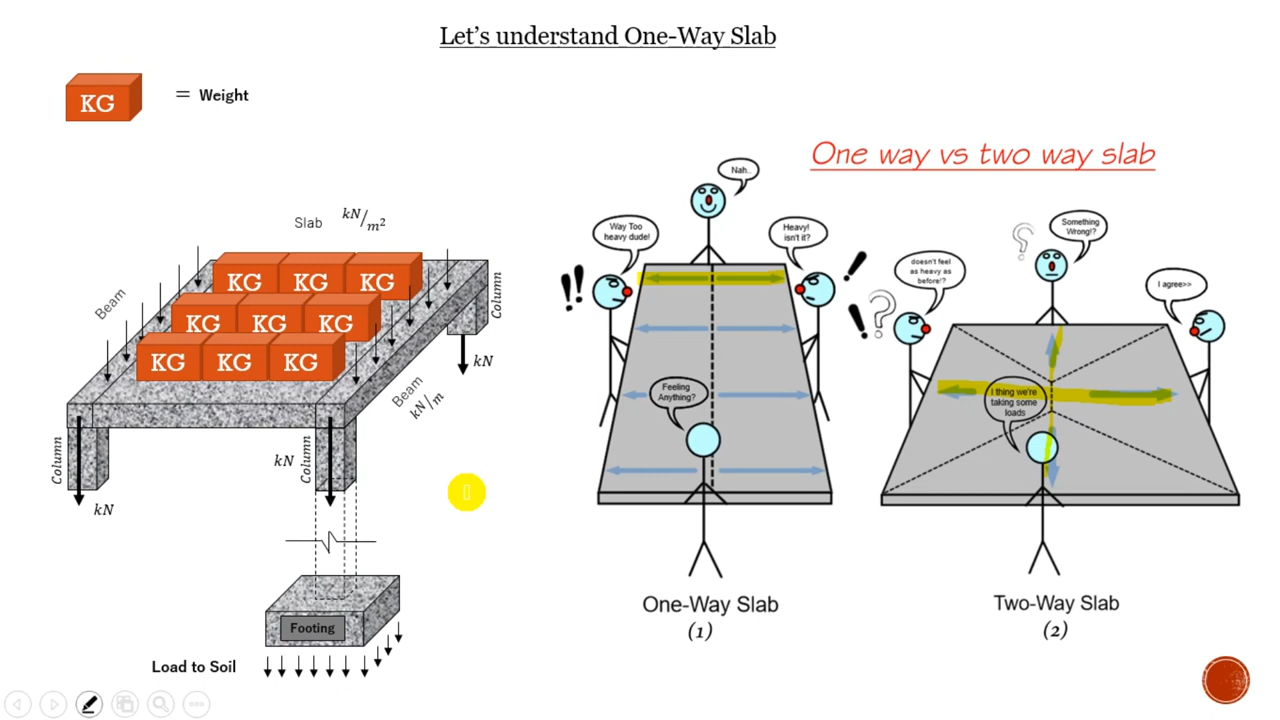 Let's understand One-Way Slab
KG
= Weight
One way vs two way slab
Slab kN/m²
Beam
KG KG KG
KG KG KG
KG KG KG
Column
kN
Beam
kN/m
Column
kN
kN
Column
Footing
Load to Soil
Nah..
Way Too
heavy dude!
Heavy!
isn't it?
!!
!
Feeling
Anything?
One-Way Slab
(1)
?
Something
Wrong!?
doesn't feel
as heavy as
before!?
! ?
I agree>>
I thing we're
taking some
loads
Two-Way Slab
(2)